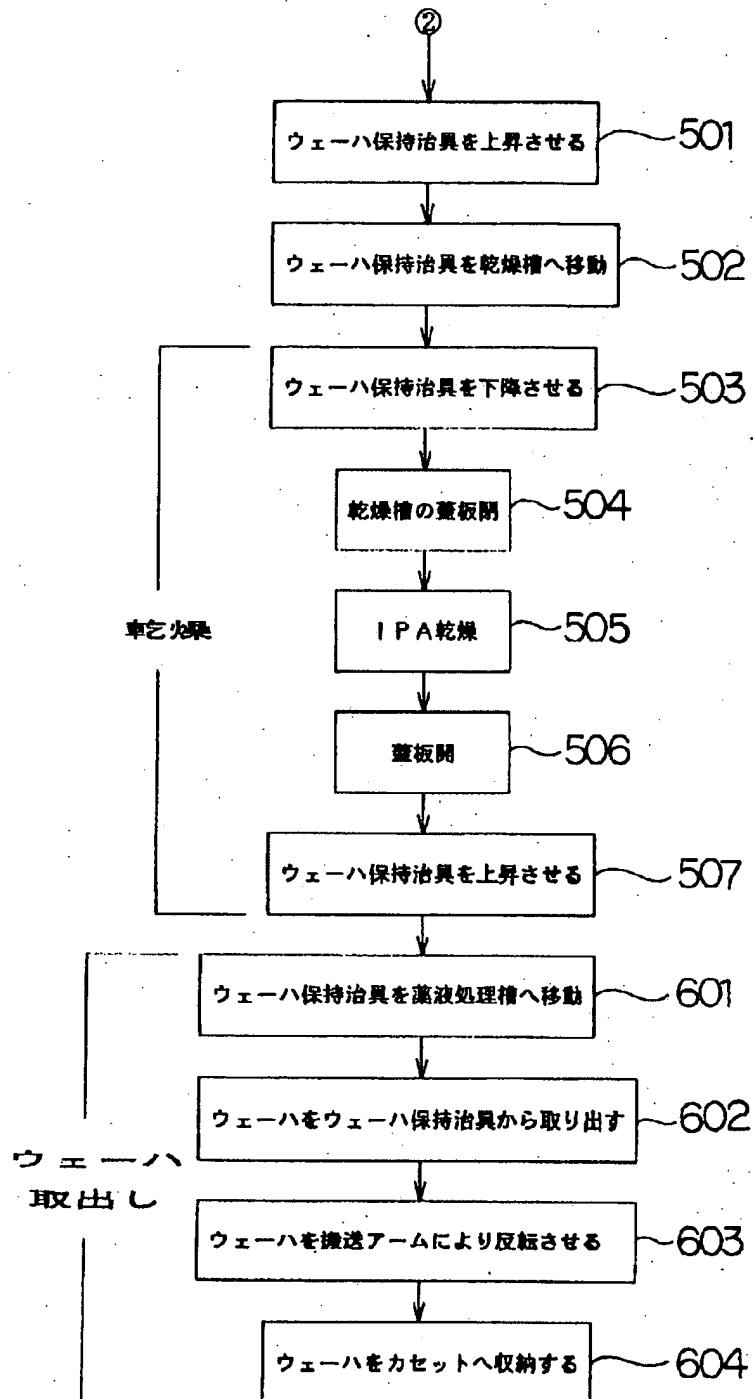 ②
ウェーハ保持治具を上昇させる 501
ウェーハ保持治具を乾燥槽へ移動 502
ウェーハ保持治具を下降させる 503
乾燥槽の蓋板閉 504
乾燥
IPA乾燥 505
蓋板開 506
ウェーハ保持治具を上昇させる 507
ウェーハ保持治具を薬液処理槽へ移動 601
ウェーハをウェーハ保持治具から取り出す 602
ウェーハ
取出し
ウェーハを搬送アームにより反転させる 603
ウェーハをカセットへ収納する 604